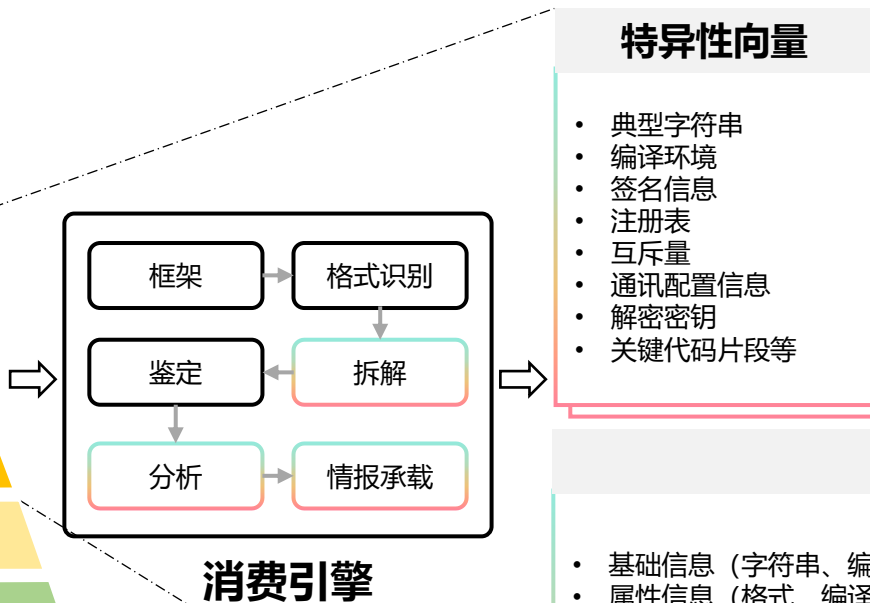 特异性向量
• 典型字符串
• 编译环境
• 签名信息
• 注册表
• 互斥量
• 通讯配置信息
• 解密密钥
• 关键代码片段等
框架
格式识别
鉴定
拆解
分析
情报承载
消费引擎
• 基础信息（字符串、编
• 属性信息（格式、编译